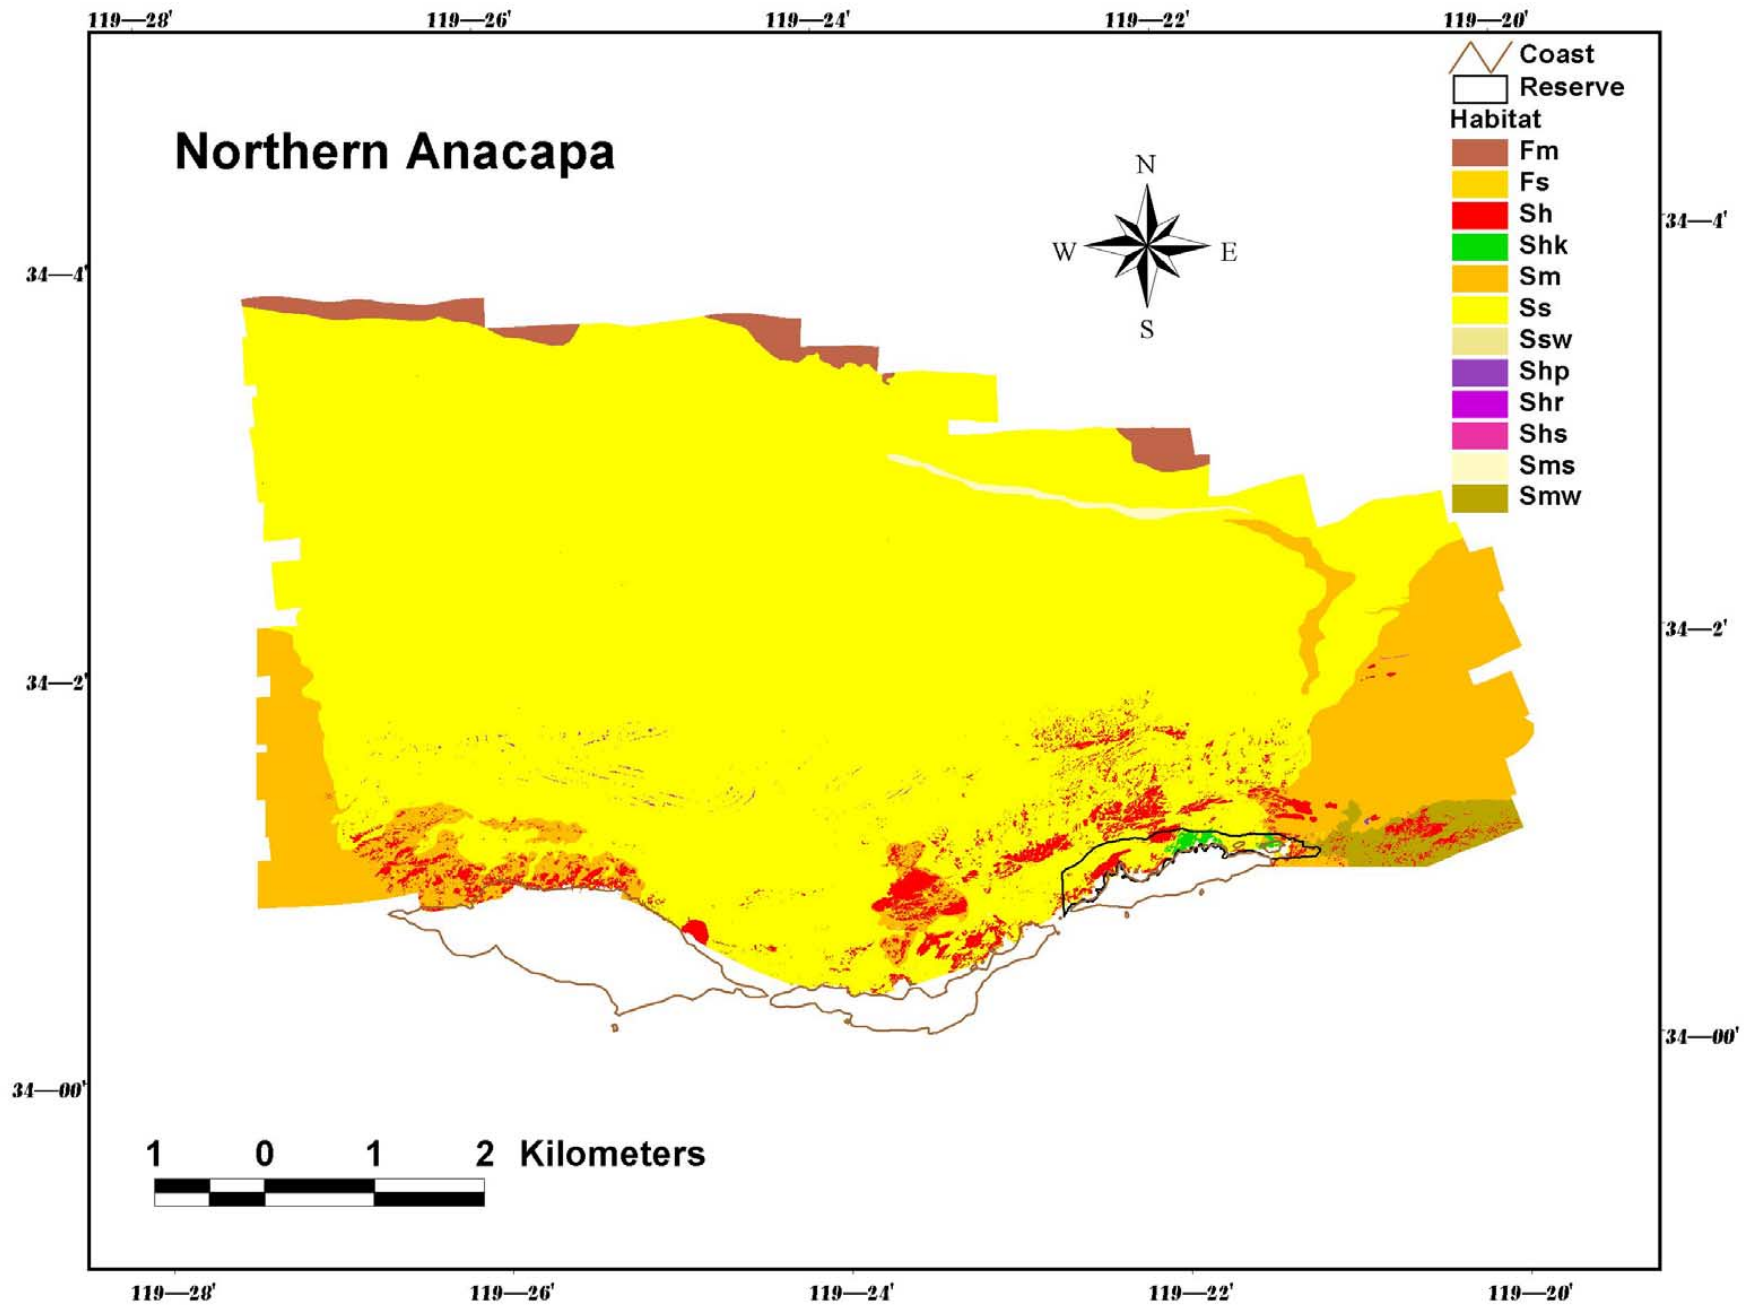 119—28' 119—26' 119—24' 119—22' 119—20'
Coast
Reserve
Habitat
Northern Anacapa
Fm
Fs
Sh
Shk
Sm
Ss
Ssw
Shp
Shr
Shs
Sms
Smw
N
W E
S
34—4'
34—4'
34—2'
34—2'
34—00'
34—00'
1 0 1 2 Kilometers
119—28' 119—26' 119—24' 119—22' 119—20'